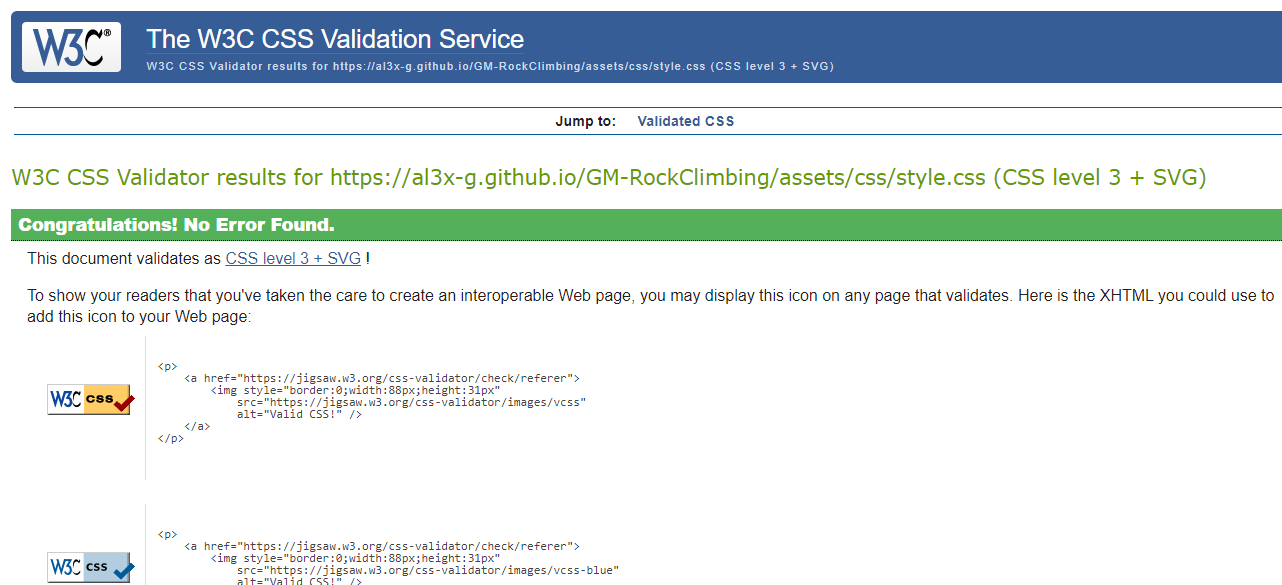 W3C®
The W3C CSS Validation Service
W3C CSS Validator results for https://al3x-g.github.io/GM-RockClimbing/assets/css/style.css (CSS level 3 + SVG)
Jump to: Validated CSS
W3C CSS Validator results for https://al3x-g.github.io/GM-RockClimbing/assets/css/style.css (CSS level 3 + SVG)
Congratulations! No Error Found.
This document validates as CSS level 3 + SVG !
To show your readers that you've taken the care to create an interoperable Web page, you may display this icon on any page that validates. Here is the XHTML you could use to
add this icon to your Web page:
W3C css
<p>
<a href="https://jigsaw.w3.org/css-validator/check/referer">
<img style="border:0;width:88px;height:31px"
src="https://jigsaw.w3.org/css-validator/images/vcss"
alt="Valid CSS!" />
</a>
</p>
W3C css
<p>
<a href="https://jigsaw.w3.org/css-validator/check/referer">
<img style="border:0;width:88px;height:31px"
src="https://jigsaw.w3.org/css-validator/images/vcss-blue"
alt="Valid CSS!" />